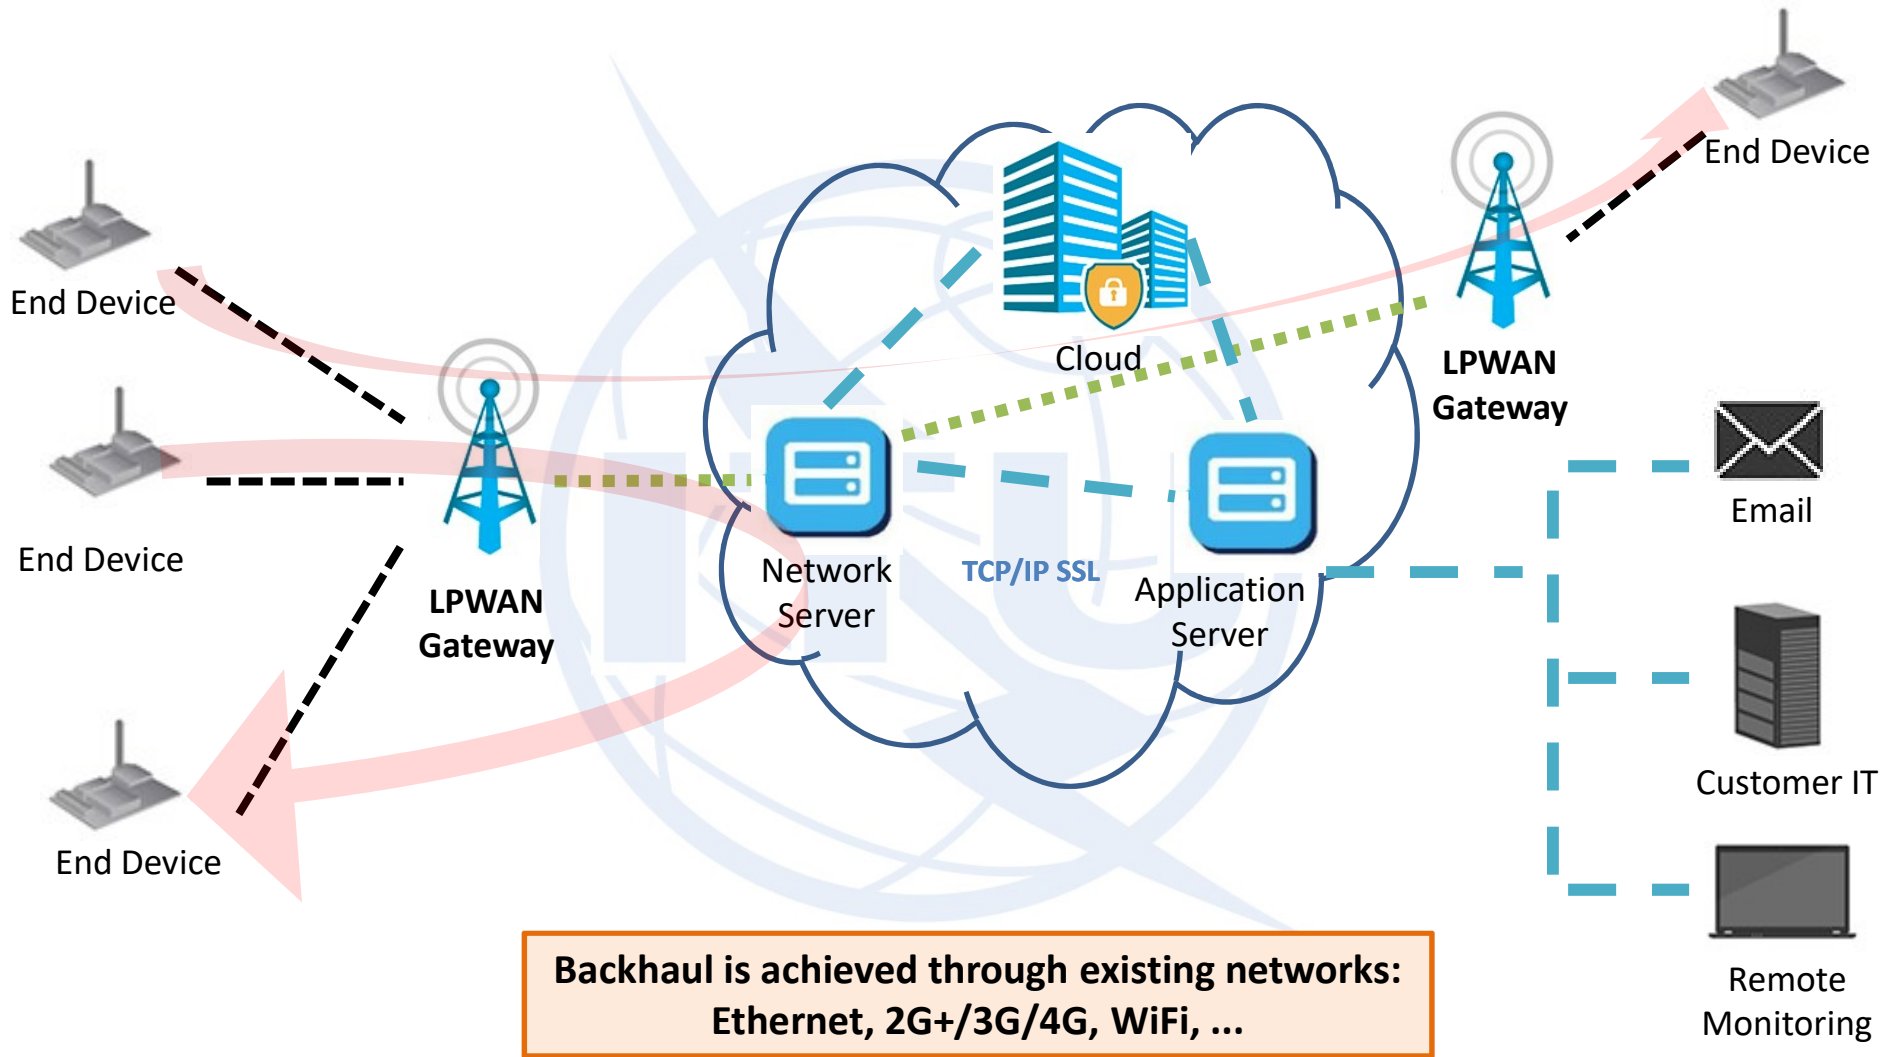 End Device
End Device
Cloud
LPWAN
Gateway
End Device
Email
Network
Server
TCP/IP SSL
Application
Server
LPWAN
Gateway
Customer IT
End Device
Backhaul is achieved through existing networks:
Ethernet, 2G+/3G/4G, WiFi, ...
Remote
Monitoring
ITU